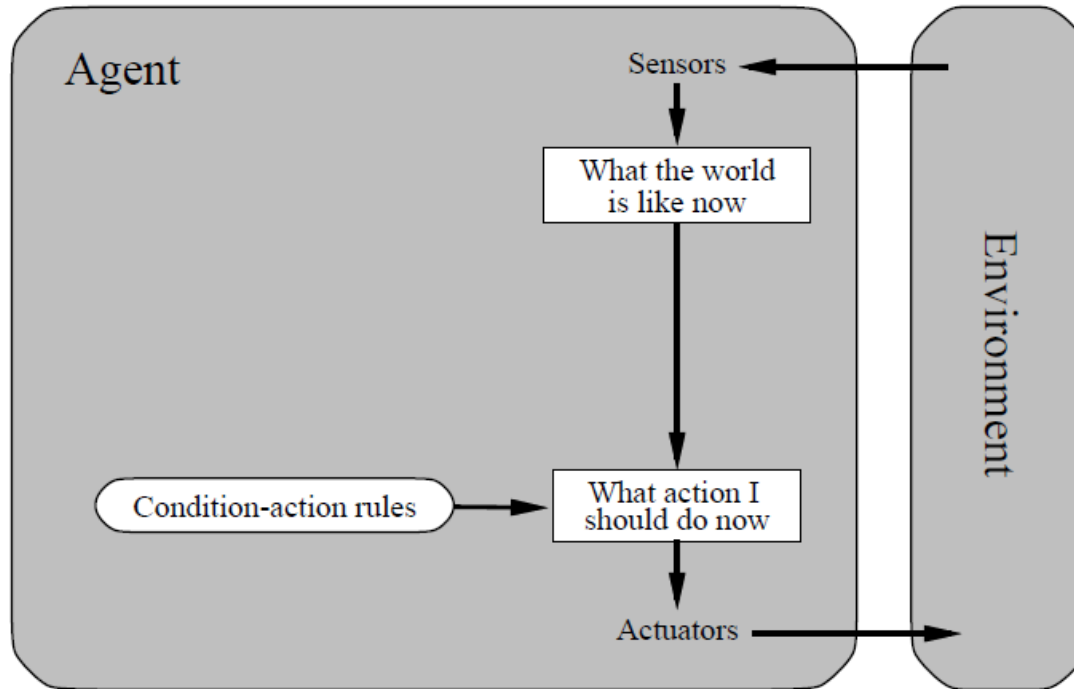 Agent
Sensors
What the world
is like now
Environment
Condition-action rules
What action I
should do now
Actuators